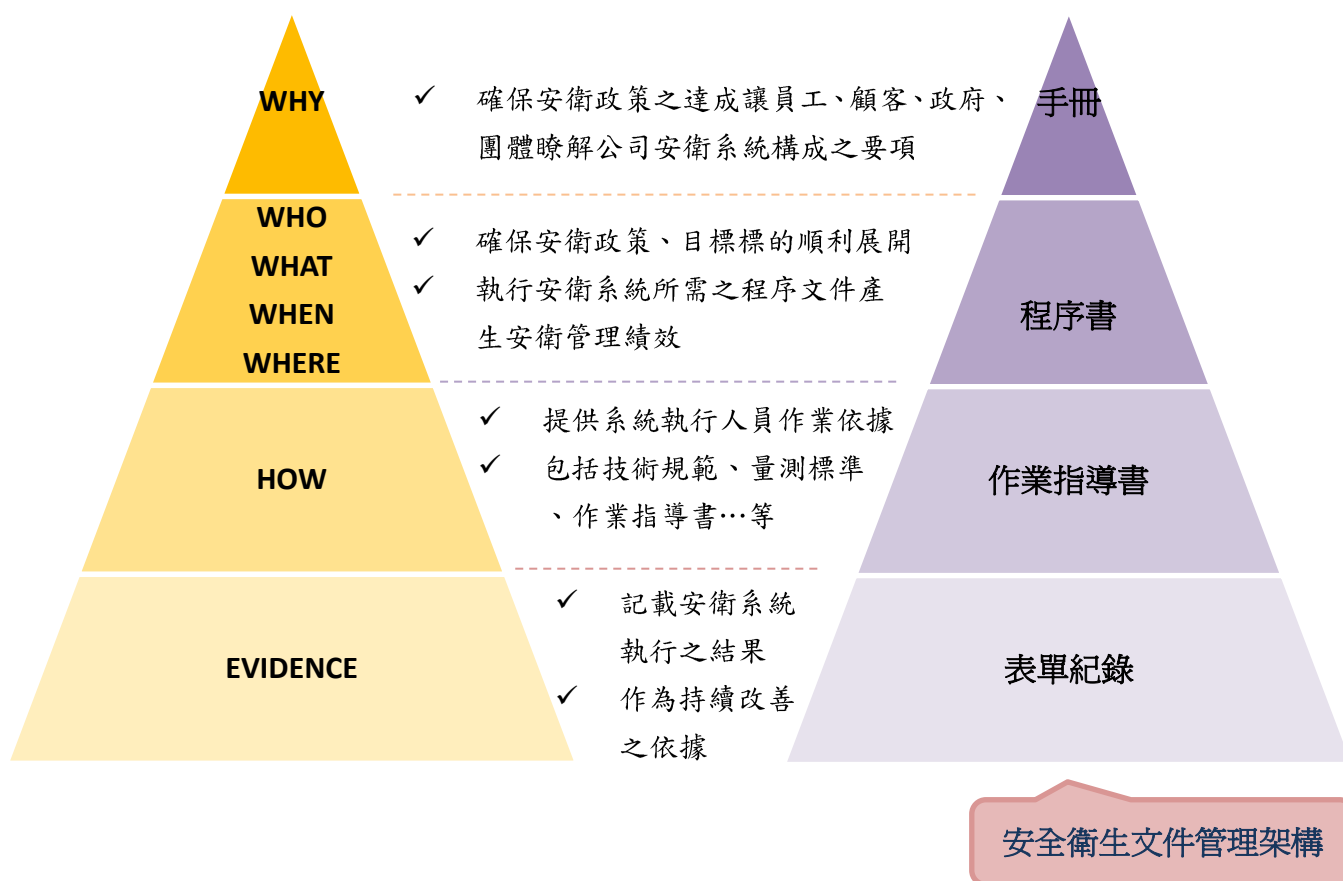 WHY
✓ 確保安衛政策之達成讓員工、顧客、政府、
團體瞭解公司安衛系統構成之要項
手冊
WHO
WHAT
WHEN
WHERE
✓ 確保安衛政策、目標標的順利展開
✓ 執行安衛系統所需之程序文件產
生安衛管理績效
程序書
HOW
✓ 提供系統執行人員作業依據
✓ 包括技術規範、量測標準
、作業指導書…等
作業指導書
EVIDENCE
✓ 記載安衛系統
執行之結果
✓ 作為持續改善
之依據
表單紀錄
安全衛生文件管理架構